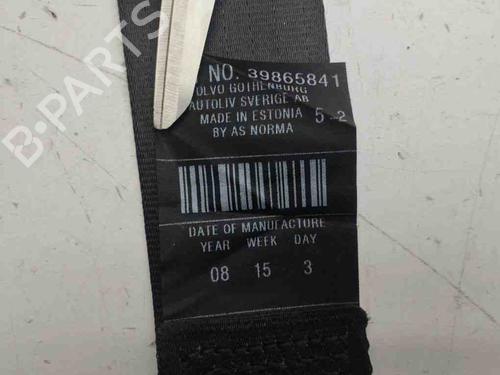 NO. 39865841
VOLVO GOTHENBURG
AUTOLIV SVERIGE AB
MADE IN ESTONIA 5-2
BY AS NORMA
DATE OF MANUFACTURE
YEAR WEEK DAY
08 15 3
B-PARTS